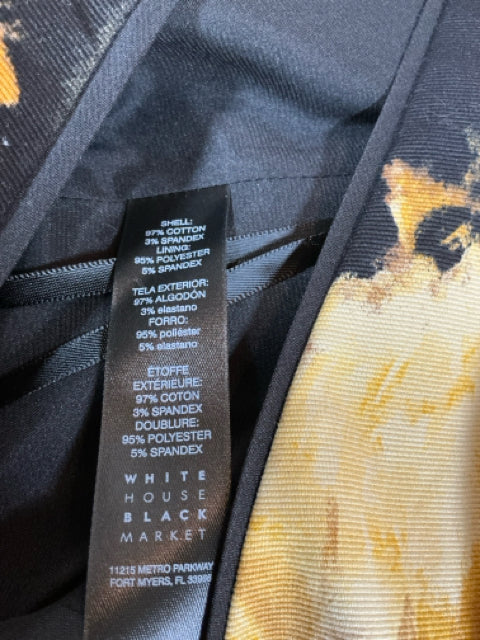 SHELL:
97% COTTON
3% SPANDEX
LINING:
95% POLYESTER
5% SPANDEX
TELA EXTERIOR:
97% ALGODÓN
3% elastano
FORRO:
95% poliéster
5% elastano
ÉTOFFE
EXTÉRIEURE:
97% COTON
3% SPANDEX
DOUBLURE:
95% POLYESTER
5% SPANDEX
WHITE
HOUSE
BLACK
MARKET
11215 METRO PARKWAY
FORT MYERS, FL 33966